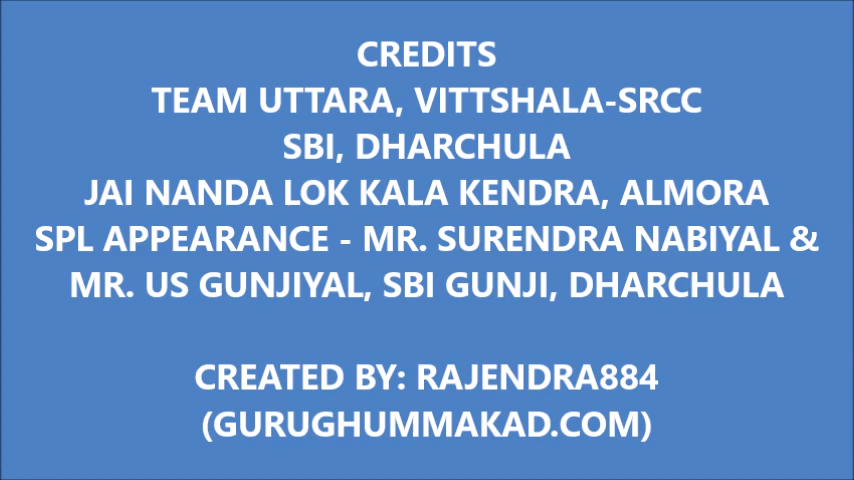 CREDITS
TEAM UTTARA, VITTSHALA-SRCC
SBI, DHARCHULA
JAI NANDA LOK KALA KENDRA, ALMORA
SPL APPEARANCE - MR. SURENDRA NABIYAL &
MR. US GUNJIYAL, SBI GUNJI, DHARCHULA
CREATED BY: RAJENDRA884
(GURUGHUMMAKAD.COM)